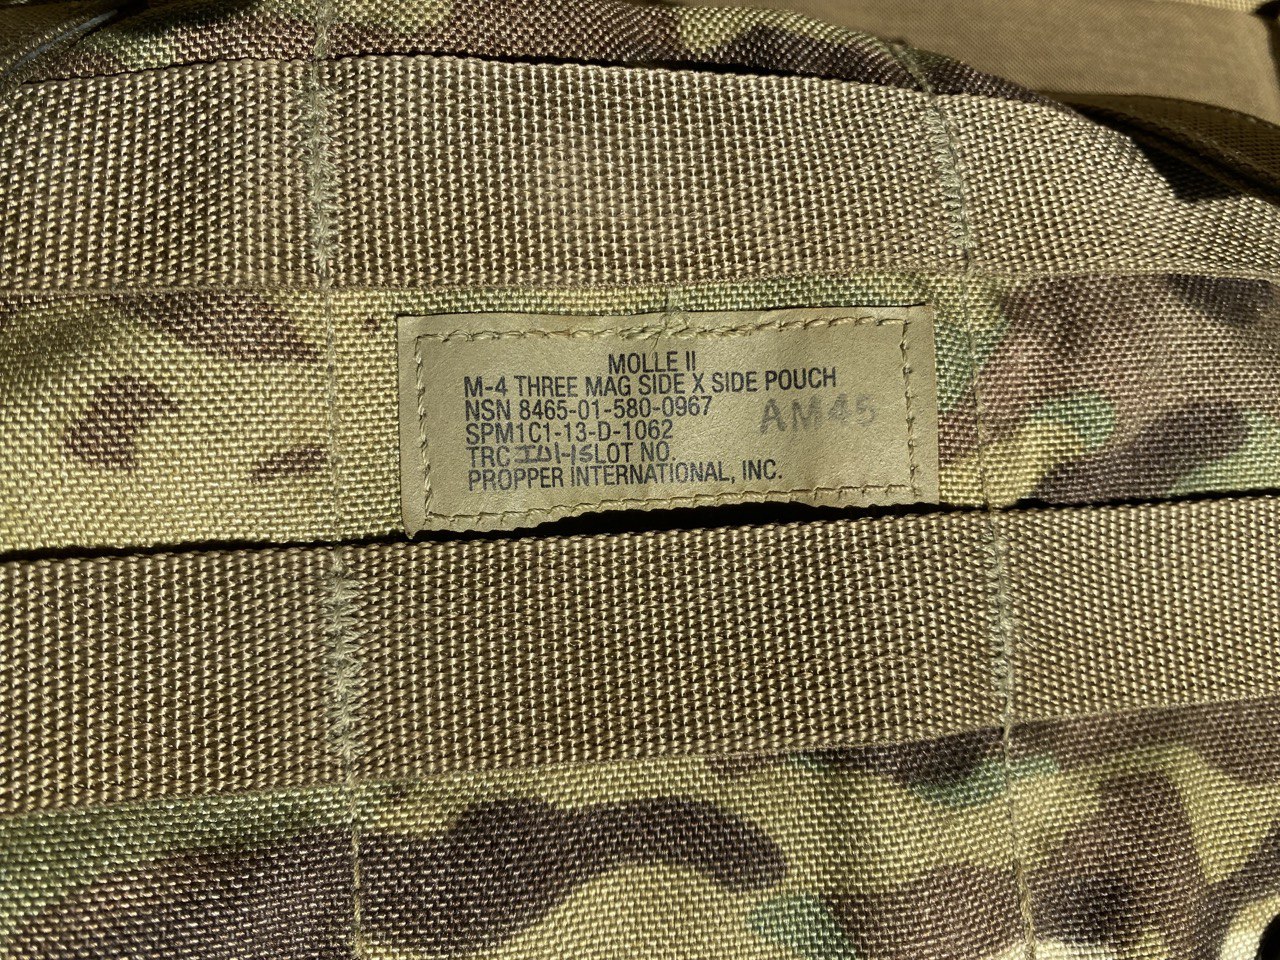 MOLLE II
M-4 THREE MAG SIDE X SIDE POUCH
NSN 8465-01-580-0967
AM45
SPM1C1-13-D-1062
TRC LOT NO.
PROPPER INTERNATIONAL, INC.